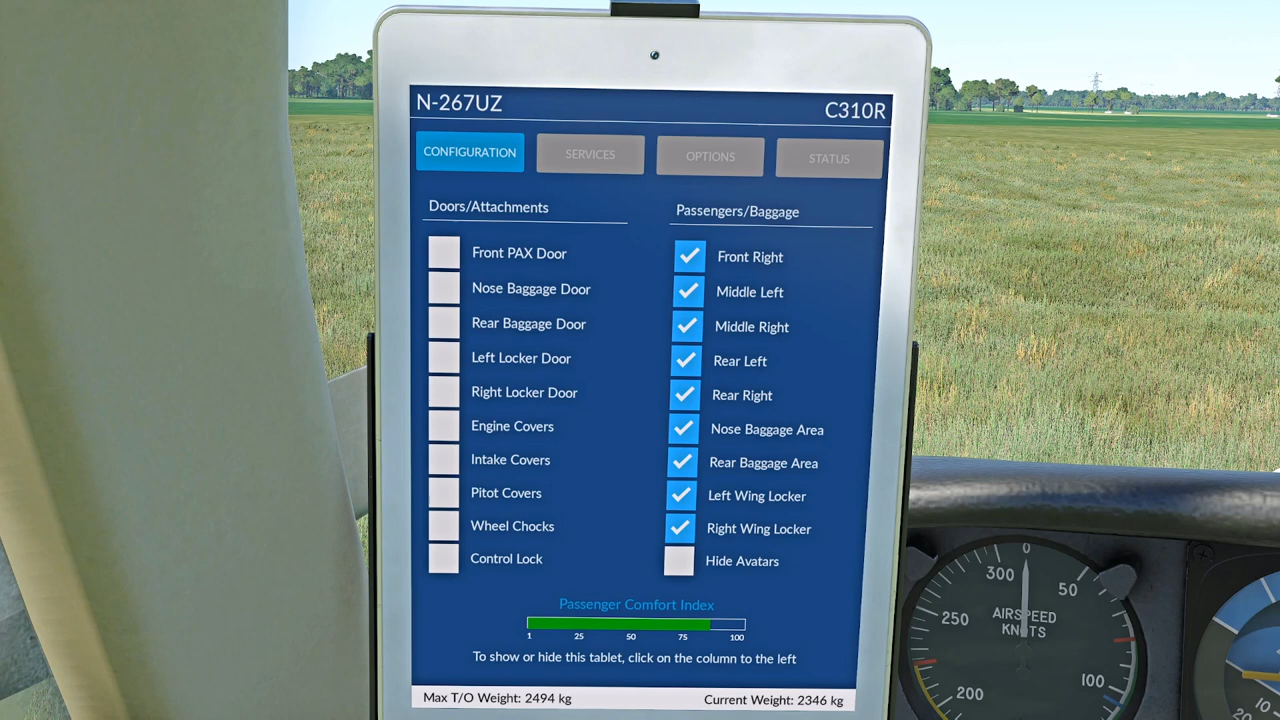 N-267UZ
C310R
CONFIGURATION
SERVICES
OPTIONS
STATUS
Doors/Attachments
Front PAX Door
Nose Baggage Door
Rear Baggage Door
Left Locker Door
Right Locker Door
Engine Covers
Intake Covers
Pitot Covers
Wheel Chocks
Control Lock
Passengers/Baggage
Front Right
Middle Left
Middle Right
Rear Left
Rear Right
Nose Baggage Area
Rear Baggage Area
Left Wing Locker
Right Wing Locker
Hide Avatars
Passenger Comfort Index
1 25 50 75 100
To show or hide this tablet, click on the column to the left
Max T/O Weight: 2494 kg
Current Weight: 2346 kg
0
300
50
250
AIRSPEED
KNOTS
100
200
10